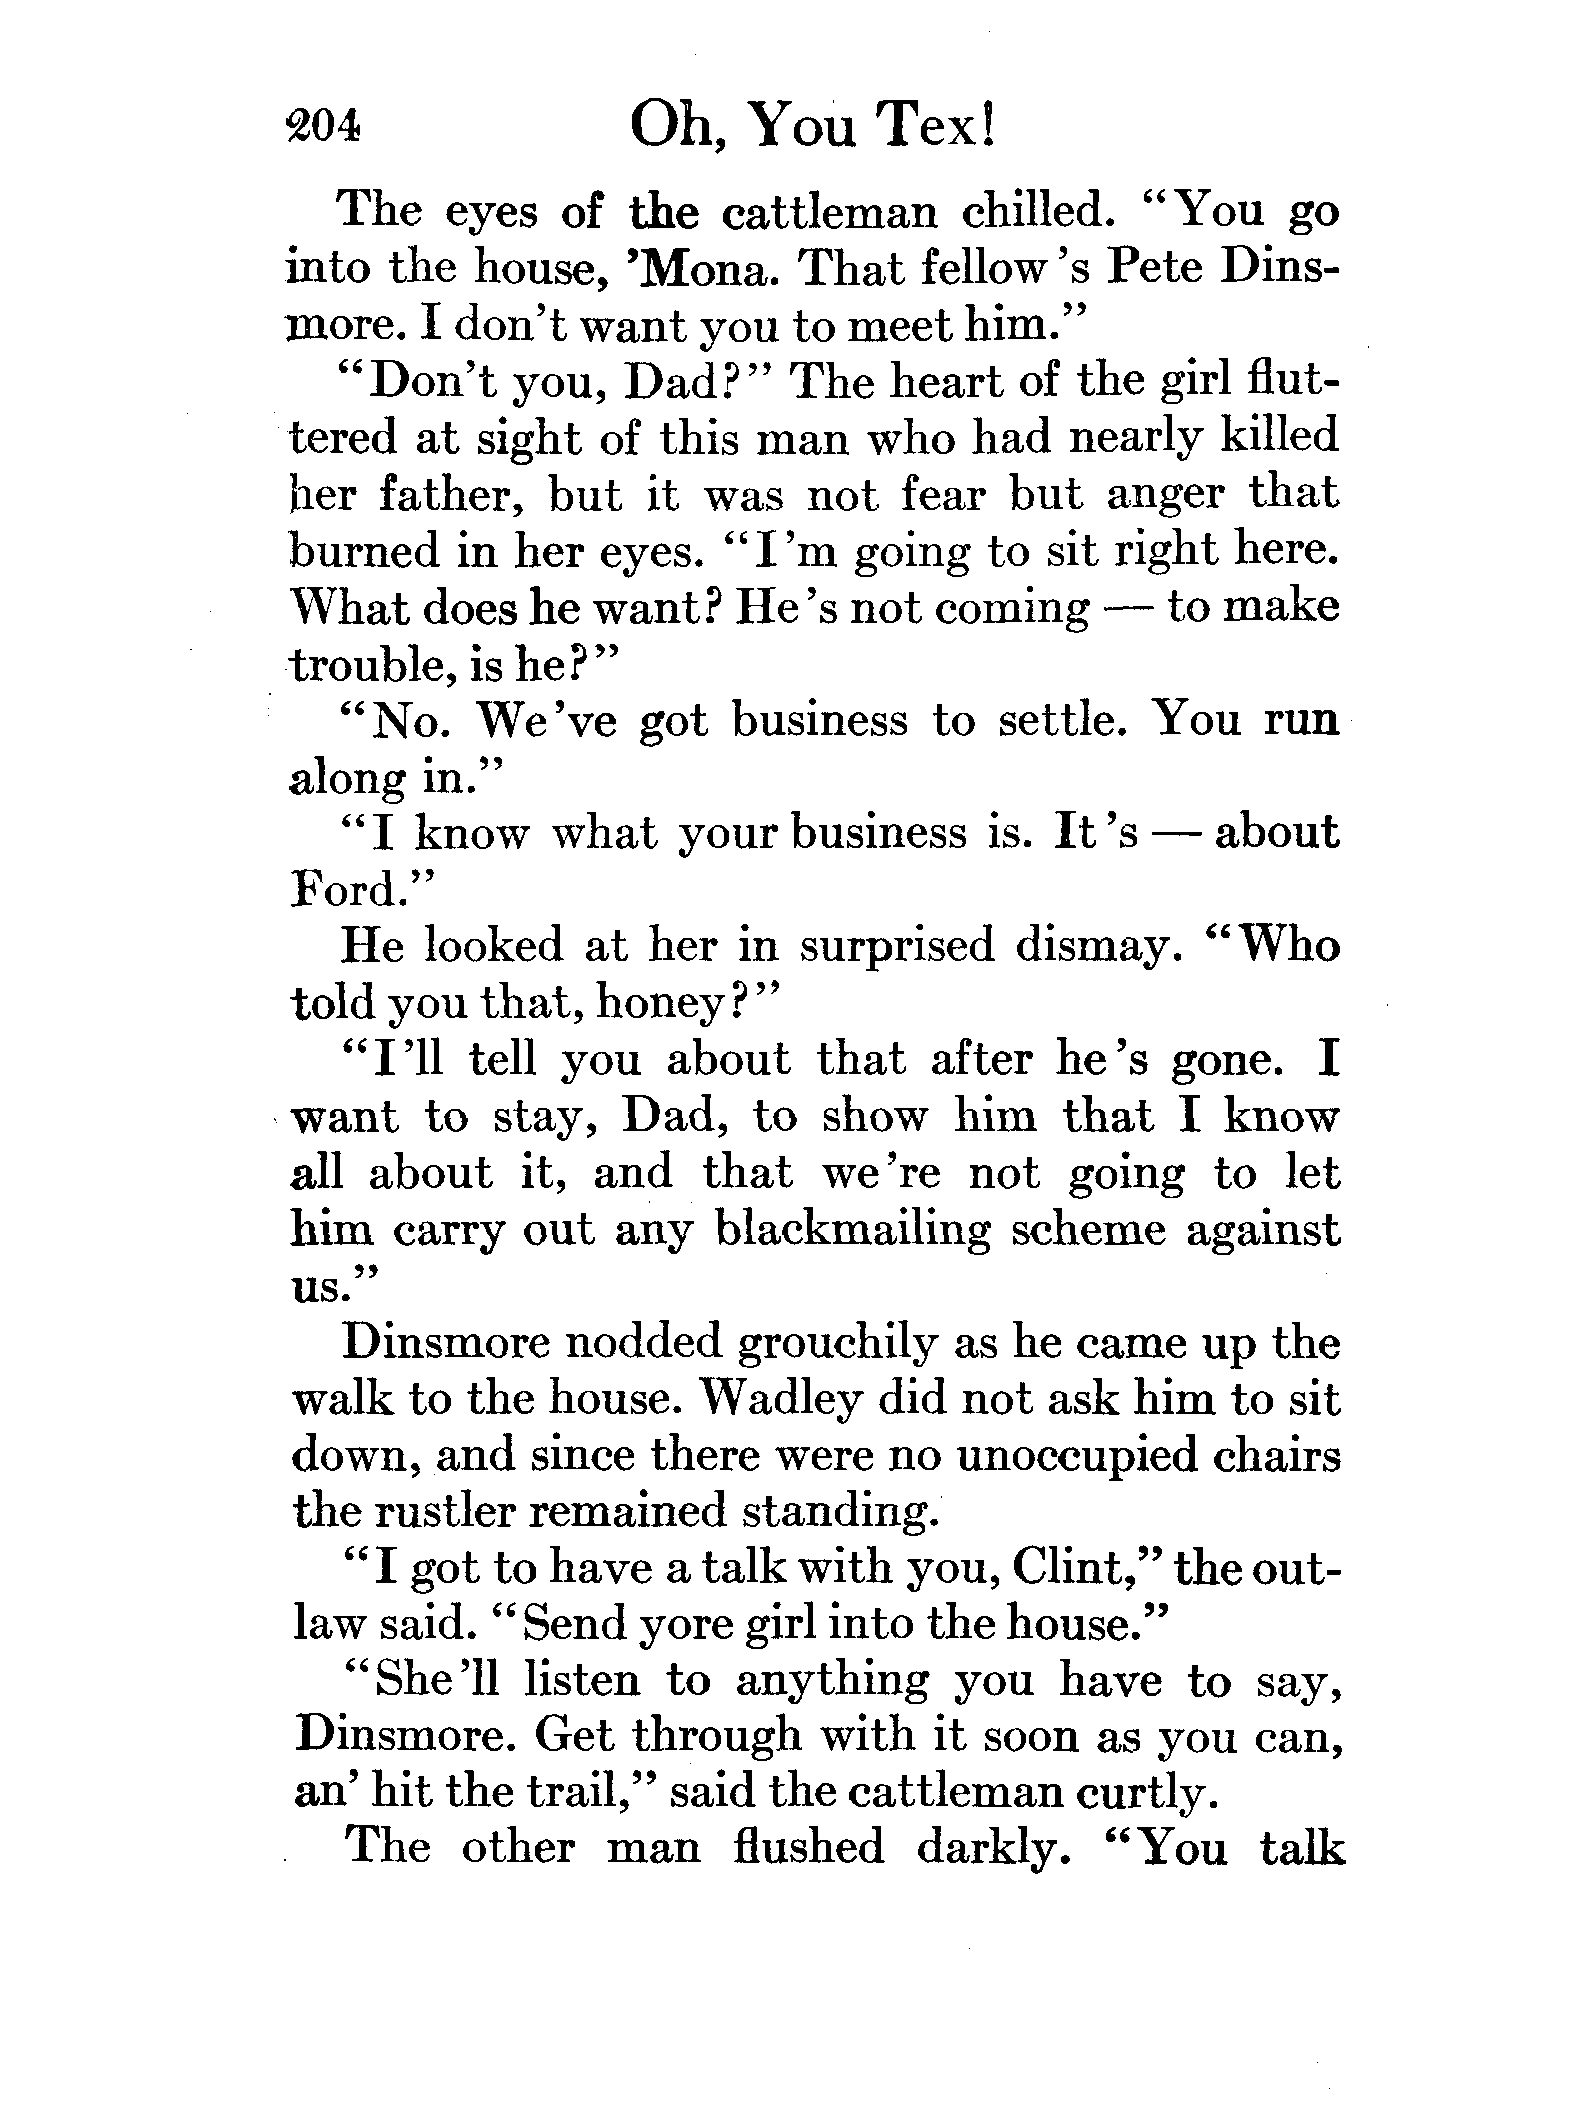 204 Oh, You Tex!
The eyes of the cattleman chilled. "You go
into the house, 'Mona. That fellow's Pete Dins-
more. I don't want you to meet him."
"Don't you, Dad?" The heart of the girl flut-
tered at sight of this man who had nearly killed
her father, but it was not fear but anger that
burned in her eyes. "I'm going to sit right here.
What does he want? He's not coming — to make
trouble, is he?"
"No. We've got business to settle. You run
along in."
"I know what your business is. It's — about
Ford."
He looked at her in surprised dismay. "Who
told you that, honey?"
"I'll tell you about that after he's gone. I
want to stay, Dad, to show him that I know
all about it, and that we're not going to let
him carry out any blackmailing scheme against
us."
Dinsmore nodded grouchily as he came up the
walk to the house. Wadley did not ask him to sit
down, and since there were no unoccupied chairs
the rustler remained standing.
"I got to have a talk with you, Clint," the out-
law said. "Send yore girl into the house."
"She'll listen to anything you have to say,
Dinsmore. Get through with it soon as you can,
an' hit the trail," said the cattleman curtly.
The other man flushed darkly. "You talk